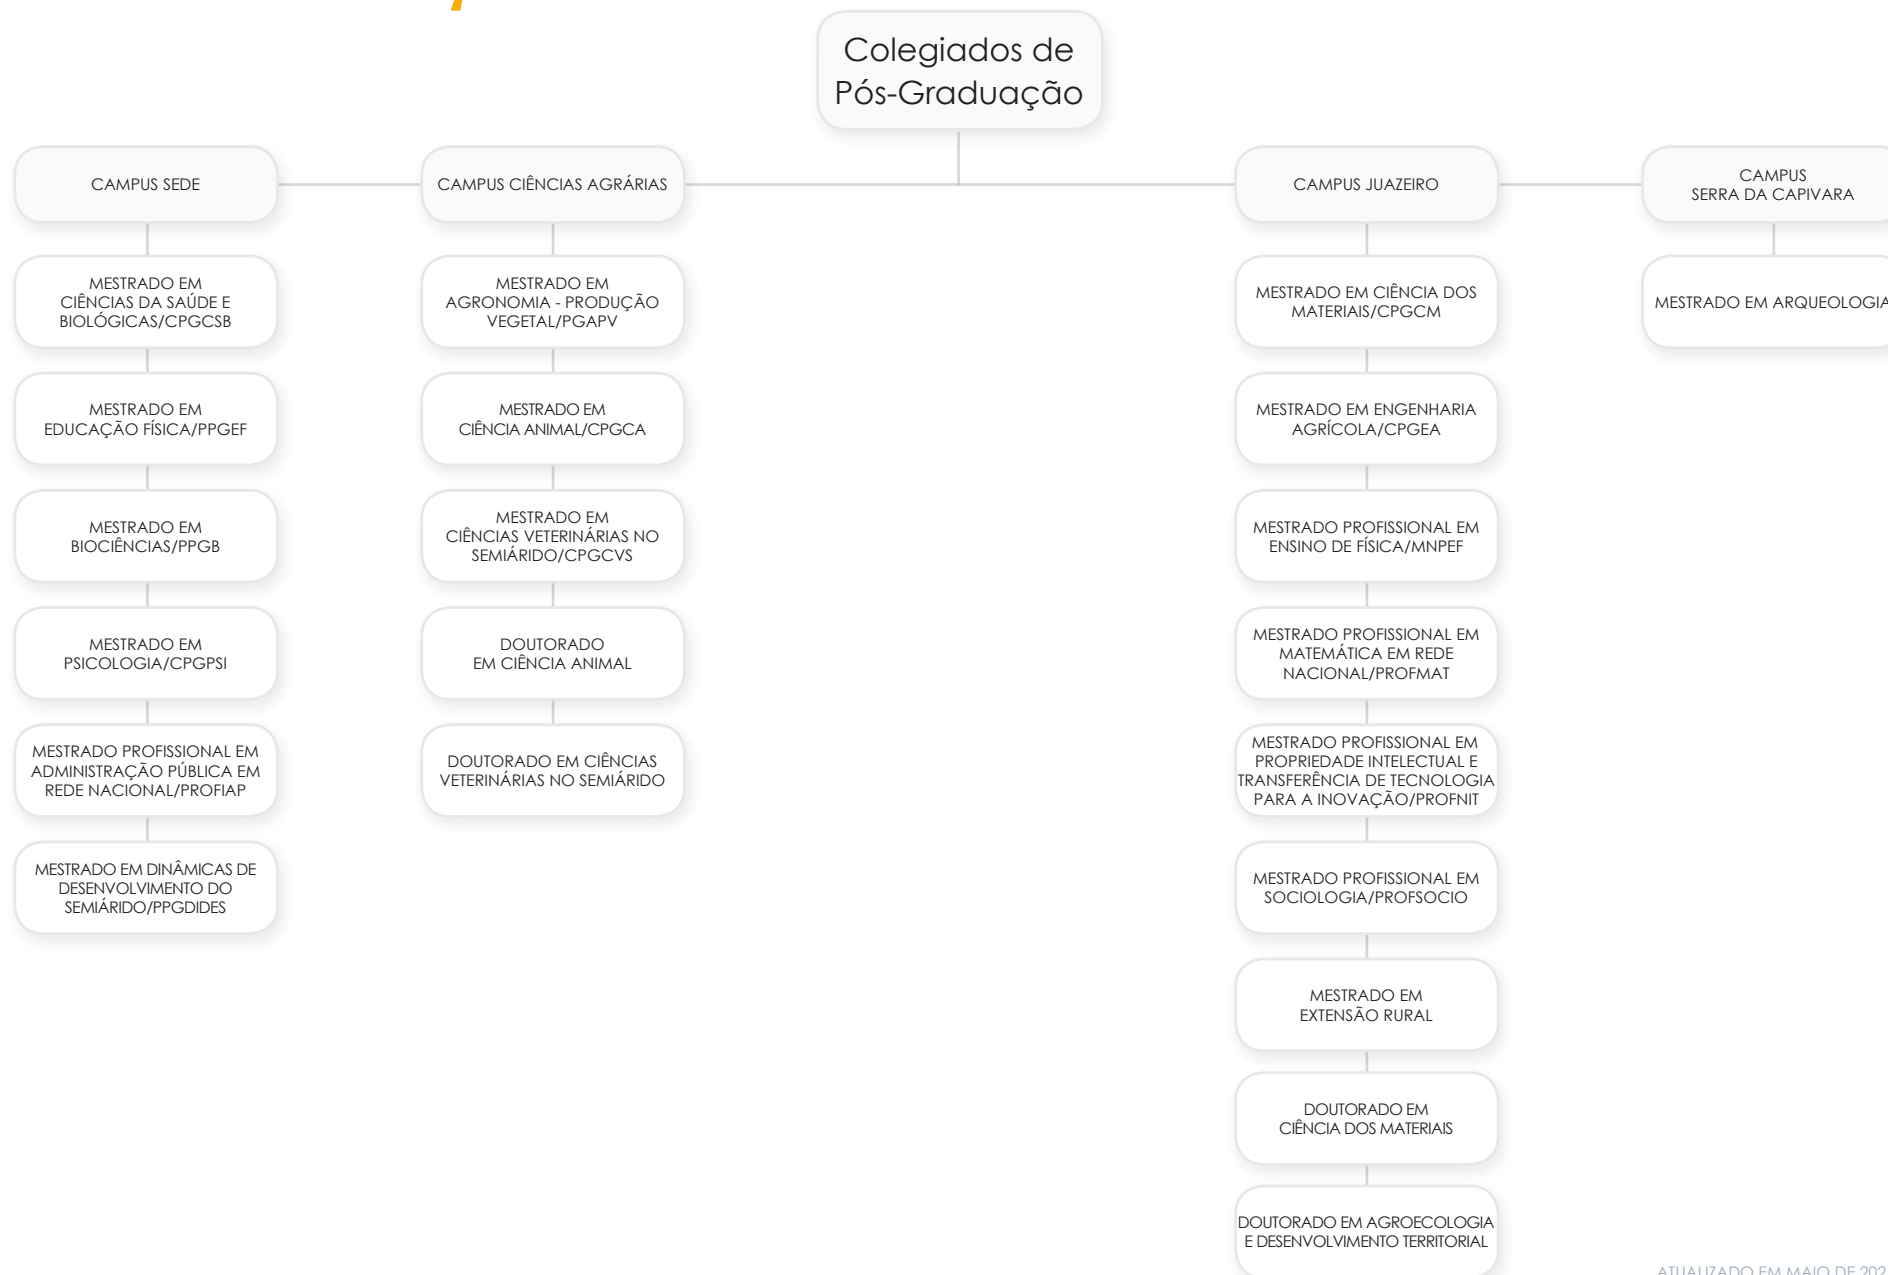 Colegiados de
Pós-Graduação
CAMPUS SEDE
MESTRADO EM
CIÊNCIAS DA SAÚDE E
BIOLÓGICAS/CPGCSB
MESTRADO EM
EDUCAÇÃO FÍSICA/PPGEF
MESTRADO EM
BIOCIÊNCIAS/PPGB
MESTRADO EM
PSICOLOGIA/CPGPSI
MESTRADO PROFISSIONAL EM
ADMINISTRAÇÃO PÚBLICA EM
REDE NACIONAL/PROFIAP
MESTRADO EM DINÂMICAS DE
DESENVOLVIMENTO DO
SEMIÁRIDO/PPGDIDES
CAMPUS CIÊNCIAS AGRÁRIAS
MESTRADO EM
AGRONOMIA - PRODUÇÃO
VEGETAL/PGAPV
MESTRADO EM
CIÊNCIA ANIMAL/CPGCA
MESTRADO EM
CIÊNCIAS VETERINÁRIAS NO
SEMIÁRIDO/CPGCVS
DOUTORADO
EM CIÊNCIA ANIMAL
DOUTORADO EM CIÊNCIAS
VETERINÁRIAS NO SEMIÁRIDO
CAMPUS JUAZEIRO
MESTRADO EM CIÊNCIA DOS
MATERIAIS/CPGCM
MESTRADO EM ENGENHARIA
AGRÍCOLA/CPGEA
MESTRADO PROFISSIONAL EM
ENSINO DE FÍSICA/MNPEF
MESTRADO PROFISSIONAL EM
MATEMÁTICA EM REDE
NACIONAL/PROFMAT
MESTRADO PROFISSIONAL EM
PROPRIEDADE INTELECTUAL E
TRANSFERÊNCIA DE TECNOLOGIA
PARA A INOVAÇÃO/PROFNIT
MESTRADO PROFISSIONAL EM
SOCIOLOGIA/PROFSOCIO
MESTRADO EM
EXTENSÃO RURAL
DOUTORADO EM
CIÊNCIA DOS MATERIAIS
DOUTORADO EM AGROECOLOGIA
E DESENVOLVIMENTO TERRITORIAL
CAMPUS
SERRA DA CAPIVARA
MESTRADO EM ARQUEOLOGIA
ATUALIZADO EM MAIO DE 202